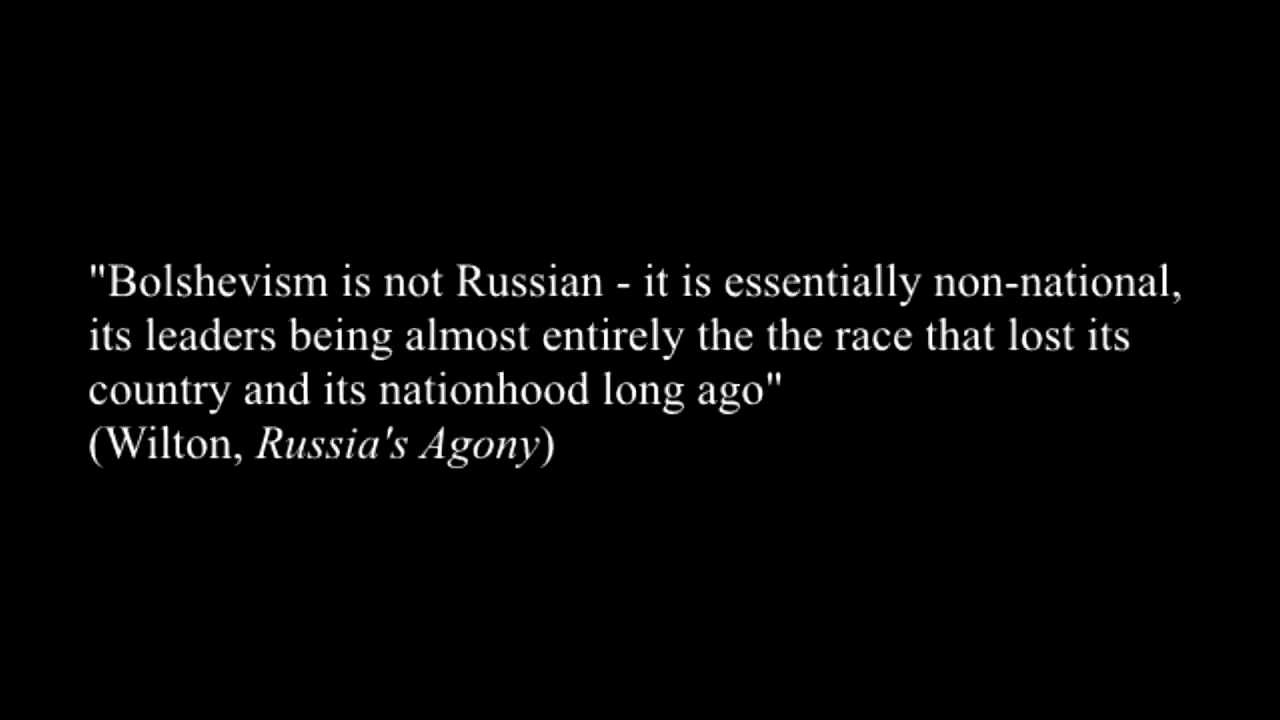 "Bolshevism is not Russian - it is essentially non-national,
its leaders being almost entirely the the race that lost its
country and its nationhood long ago"
(Wilton, Russia's Agony)